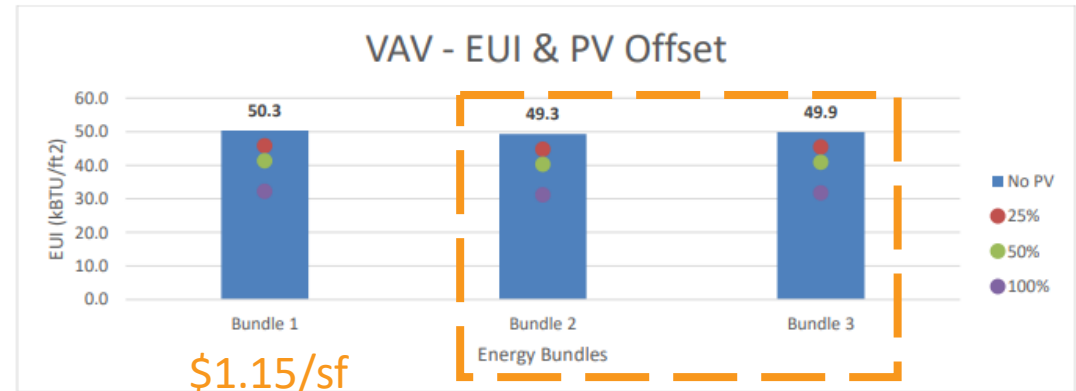 VAV - EUI & PV Offset
60.0
50.0
40.0
30.0
20.0
10.0
0.0
EUI (kBTU/ft2)
50.3
49.3
49.9
Bundle 1
Bundle 2
Bundle 3
Energy Bundles
No PV
25%
50%
100%
$1.15/sf